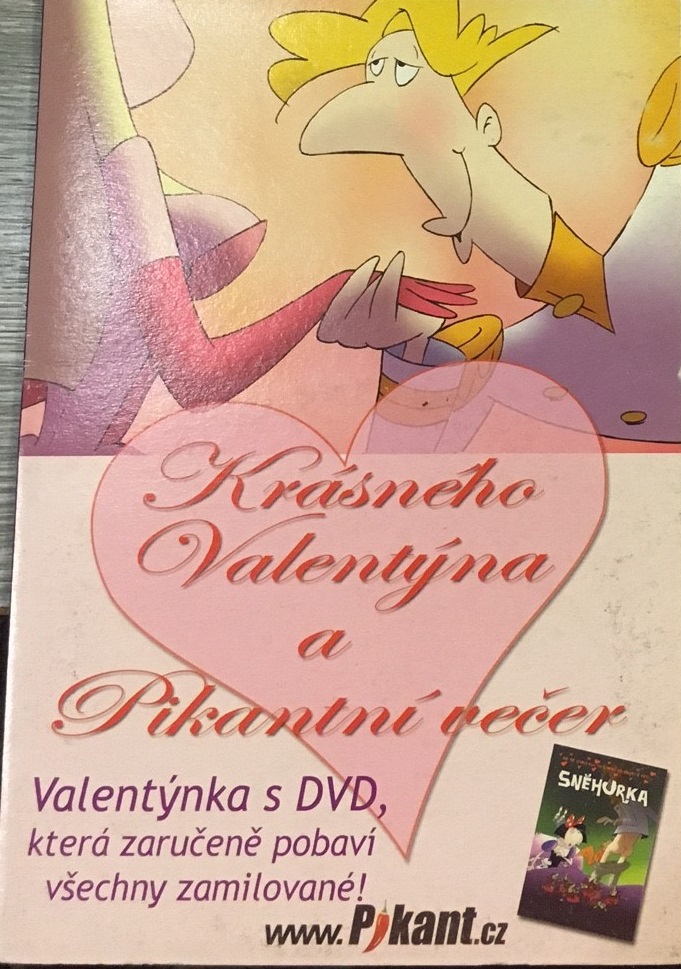 Krásného
Valentýna
a
Pikantní večer
Valentýnka s DVD,
která zaručeně pobaví
všechny zamilované!
SNĚHURKA
www.Pikant.cz